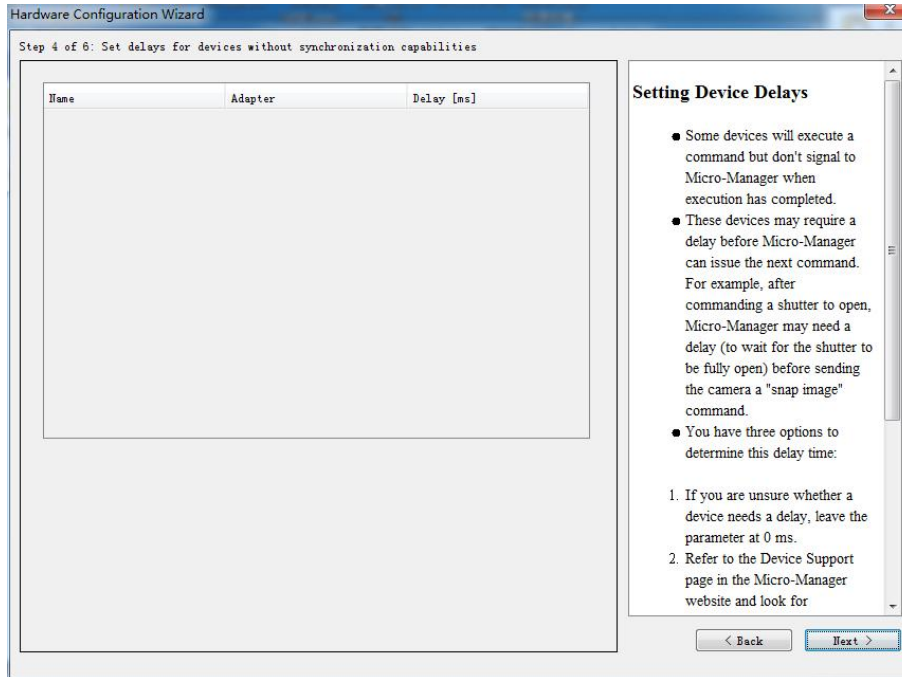 Hardware Configuration Wizard
Step 4 of 6: Set delays for devices without synchronization capabilities
Name Adapter Delay [ms]
Setting Device Delays
Some devices will execute a
command but don't signal to
Micro-Manager when
execution has completed.
These devices may require a
delay before Micro-Manager
can issue the next command.
For example, after
commanding a shutter to open,
Micro-Manager may need a
delay (to wait for the shutter to
be fully open) before sending
the camera a "snap image"
command.
You have three options to
determine this delay time:
1. If you are unsure whether a
device needs a delay, leave the
parameter at 0 ms.
2. Refer to the Device Support
page in the Micro-Manager
website and look for
< Back Next >